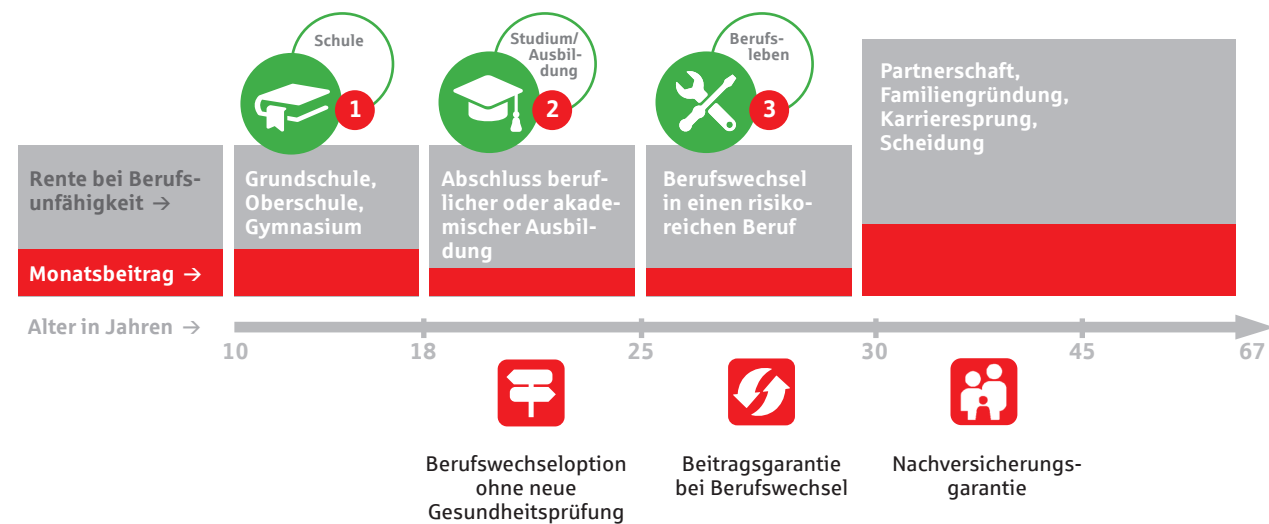 Schule
1
Studium/
Ausbil-
dung
2
Berufs-
leben
3
Rente bei Berufs-
unfähigkeit →
Monatsbeitrag →
Grundschule,
Oberschule,
Gymnasium
Abschluss beruf-
licher oder akade-
mischer Ausbil-
dung
Berufswechsel
in einen risiko-
reichen Beruf
Partnerschaft,
Familiengründung,
Karrieresprung,
Scheidung
Alter in Jahren →
10
18
25
30
45
67
Berufswechseloption
ohne neue
Gesundheitsprüfung
Beitragsgarantie
bei Berufswechsel
Nachversicherungs-
garantie